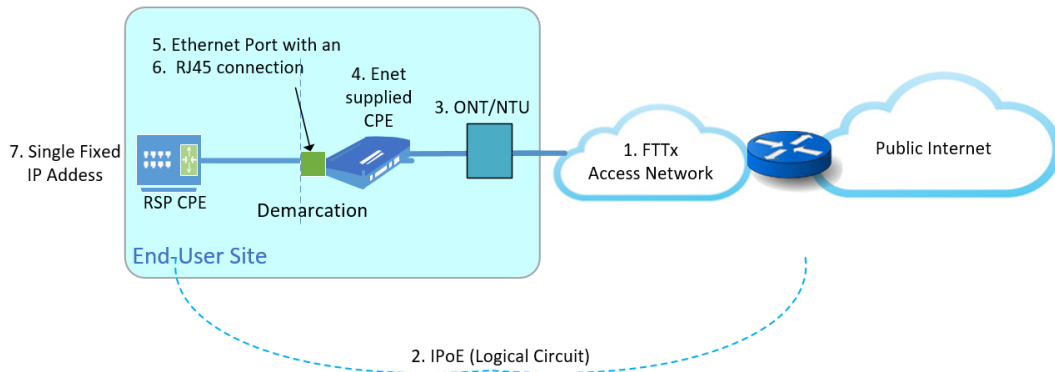 5. Ethernet Port with an
6. RJ45 connection
4. Enet
supplied
CPE
3. ONT/NTU
7. Single Fixed
IP Addess
RSP CPE
Demarcation
End-User Site
1. FTTx
Access Network
Public Internet
2. IPoE (Logical Circuit)